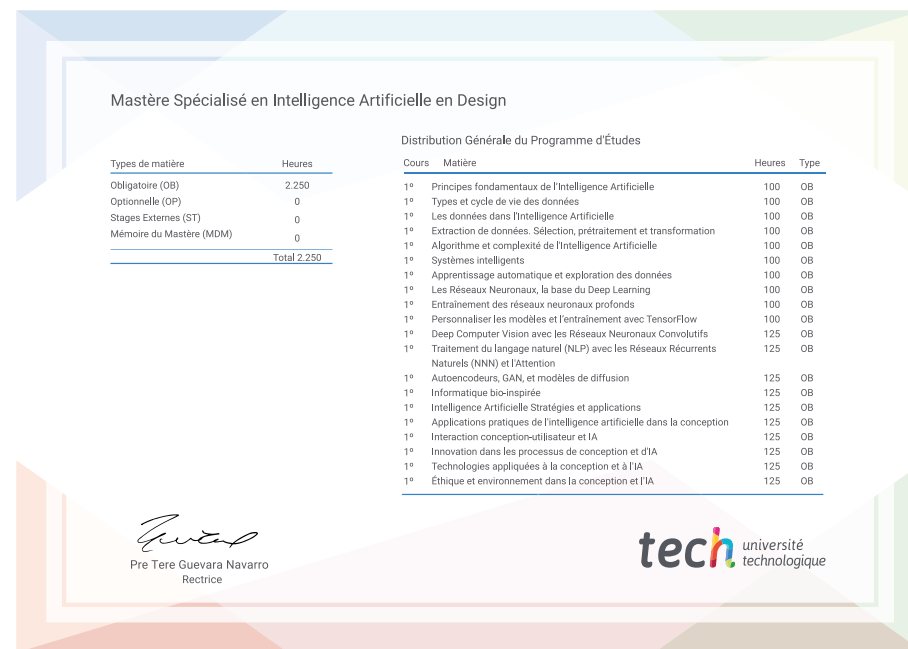 Mastère Spécialisé en Intelligence Artificielle en Design
Types de matière Heures
Obligatoire (OB) 2.250
Optionnelle (OP) 0
Stages Externes (ST) 0
Mémoire du Mastère (MDM) 0
Total 2.250
Distribution Générale du Programme d'Études
Cours Matière Heures Type
1º Principes fondamentaux de l'Intelligence Artificielle 100 OB
1º Types et cycle de vie des données 100 OB
1º Les données dans l'Intelligence Artificielle 100 OB
1º Extraction de données. Sélection, prétraitement et transformation 100 OB
1º Algorithme et complexité de l'Intelligence Artificielle 100 OB
1º Systèmes intelligents 100 OB
1º Apprentissage automatique et exploration des données 100 OB
1º Les Réseaux Neuronaux, la base du Deep Learning 100 OB
1º Entraînement des réseaux neuronaux profonds 100 OB
1º Personnaliser les modèles et l'entraînement avec TensorFlow 100 OB
1º Deep Computer Vision avec les Réseaux Neuronaux Convolutifs 125 OB
1º Traitement du langage naturel (NLP) avec les Réseaux Récurrents 125 OB
Naturels (NNN) et l'Attention
1º Autoencodeurs, GAN, et modèles de diffusion 125 OB
1º Informatique bio-inspirée 125 OB
1º Intelligence Artificielle Stratégies et applications 125 OB
1º Applications pratiques de l'intelligence artificielle dans la conception 125 OB
1º Interaction conception-utilisateur et IA 125 OB
1º Innovation dans les processus de conception et d'IA 125 OB
1º Technologies appliquées à la conception et à l'IA 125 OB
1º Éthique et environnement dans la conception et l'IA 125 OB
Pre Tere Guevara Navarro
Rectrice
tech université
technologique